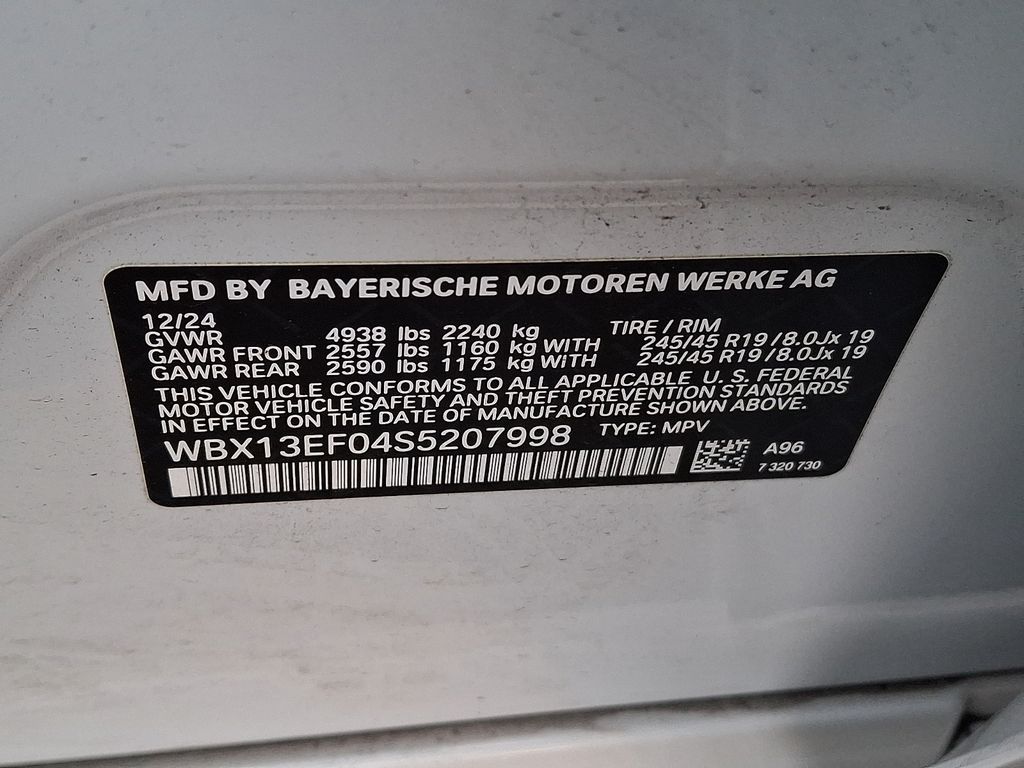 MFD BY BAYERISCHE MOTOREN WERKE AG
12/24 TIRE / RIM
GVWR 4938 lbs 2240 kg
GAWR FRONT 2557 lbs 1160 kg WITH 245/45 R19 / 8.0Jx 19
GAWR REAR 2590 lbs 1175 kg WITH 245/45 R19 / 8.0Jx 19
THIS VEHICLE CONFORMS TO ALL APPLICABLE U. S. FEDERAL
MOTOR VEHICLE SAFETY AND THEFT PREVENTION STANDARDS
IN EFFECT ON THE DATE OF MANUFACTURE SHOWN ABOVE.
WBX13EF04S5207998 TYPE: MPV
A96
7 320 730